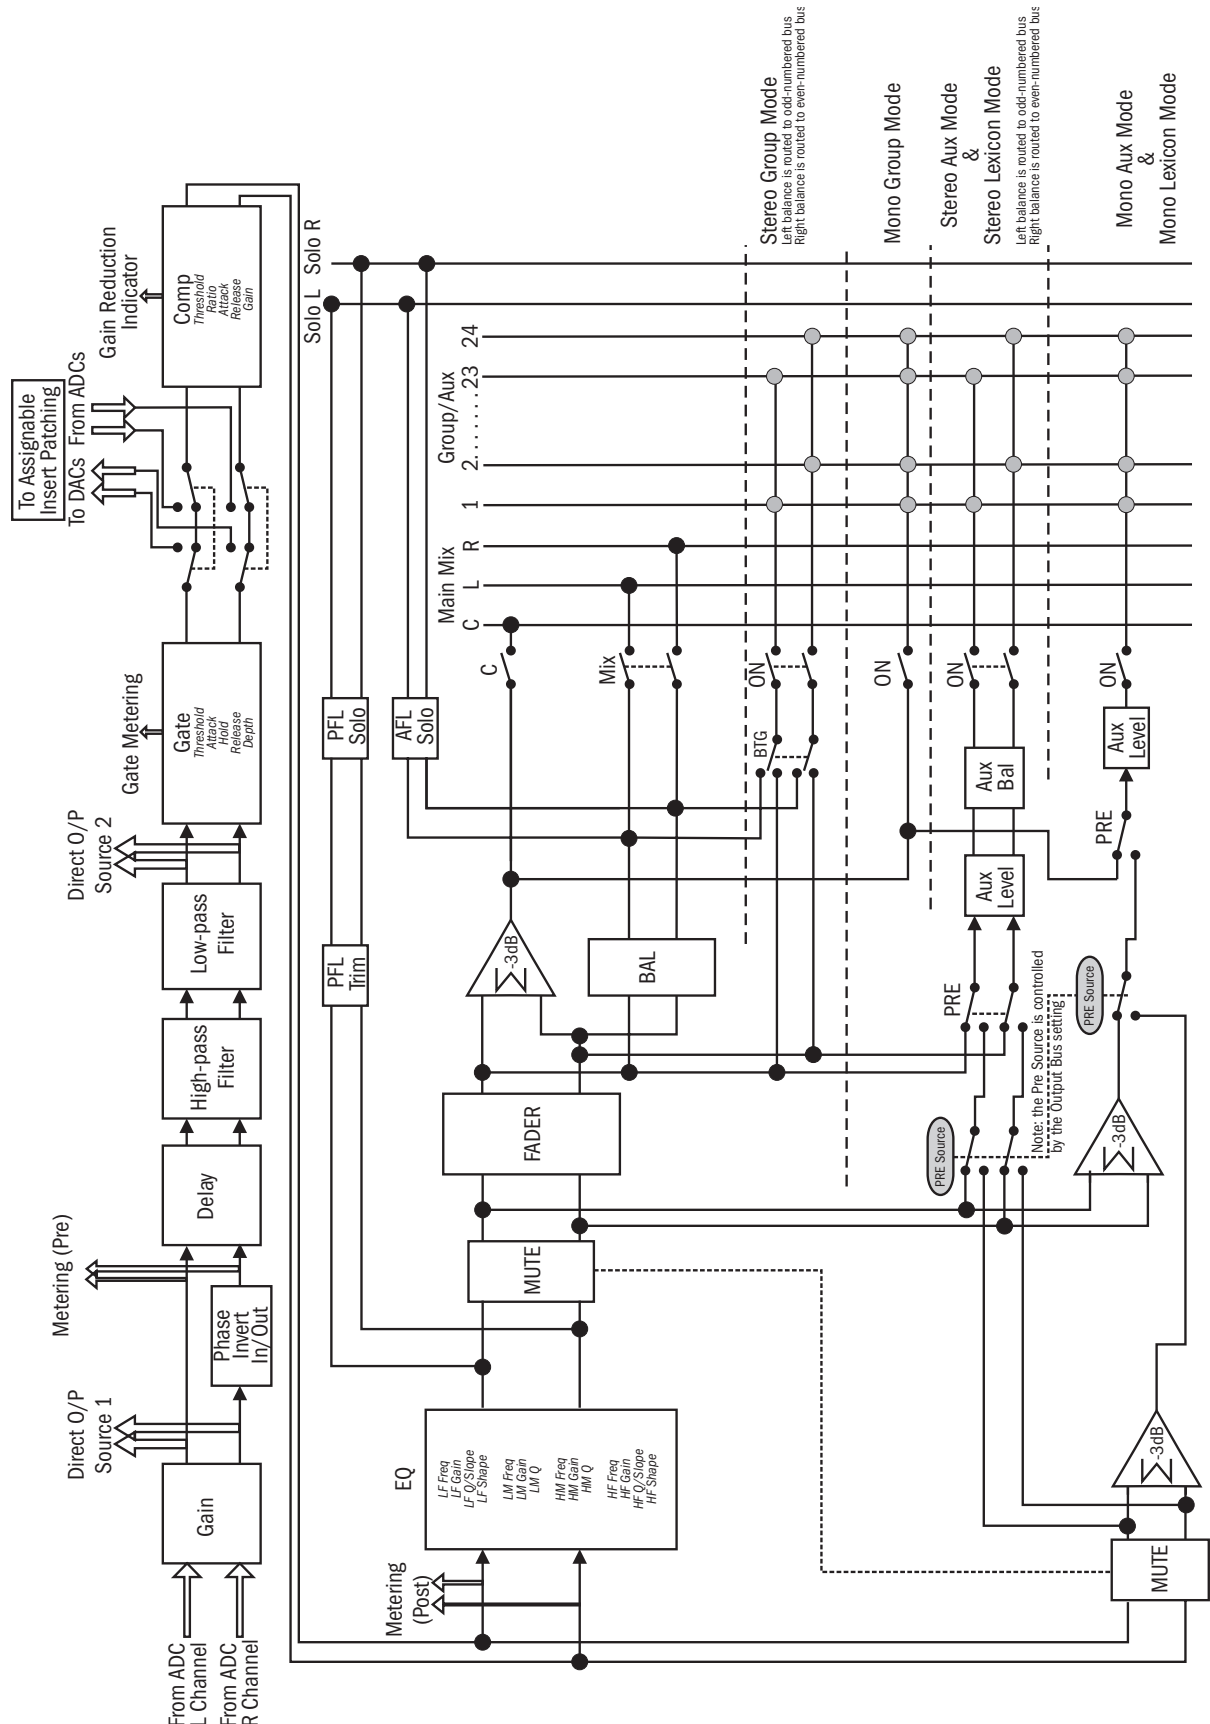 From ADC
L Channel
From ADC
R Channel
Gain
Direct O/P
Source 1
Phase
Invert
In/Out
Metering (Pre)
Delay
High-pass
Filter
Low-pass
Filter
Direct O/P
Source 2
Gate Metering
Gate
Threshold
Attack
Hold
Release
Depth
To Assignable
Insert Patching
To DACs
From ADCs
Gain Reduction
Indicator
Comp
Threshold
Ratio
Attack
Release
Gain
Metering
(Post)
EQ
LF Freq
LF Gain
LF Q/Slope
LF Shape
LM Freq
LM Gain
LM Q
HM Freq
HM Gain
HM Q
HF Freq
HF Gain
HF Q/Slope
HF Shape
MUTE
FADER
PFL
Trim
PFL
Solo
AFL
Solo
Solo L
Solo R
Σ-3dB
BAL
C
Mix
Main Mix
C
L
R
Group/Aux
1
2........23
24
BTG
ON
Stereo Group Mode
Left balance is routed to odd-numbered bus
Right balance is routed to even-numbered bus
ON
Mono Group Mode
PRE Source
PRE
Aux
Level
Aux
Bal
ON
Stereo Aux Mode
&
Stereo Lexicon Mode
Left balance is routed to odd-numbered bus
Right balance is routed to even-numbered bus
Note: the Pre Source is controlled
by the Output Bus setting
MUTE
Σ-3dB
Σ-3dB
PRE Source
PRE
Aux
Level
ON
Mono Aux Mode
&
Mono Lexicon Mode